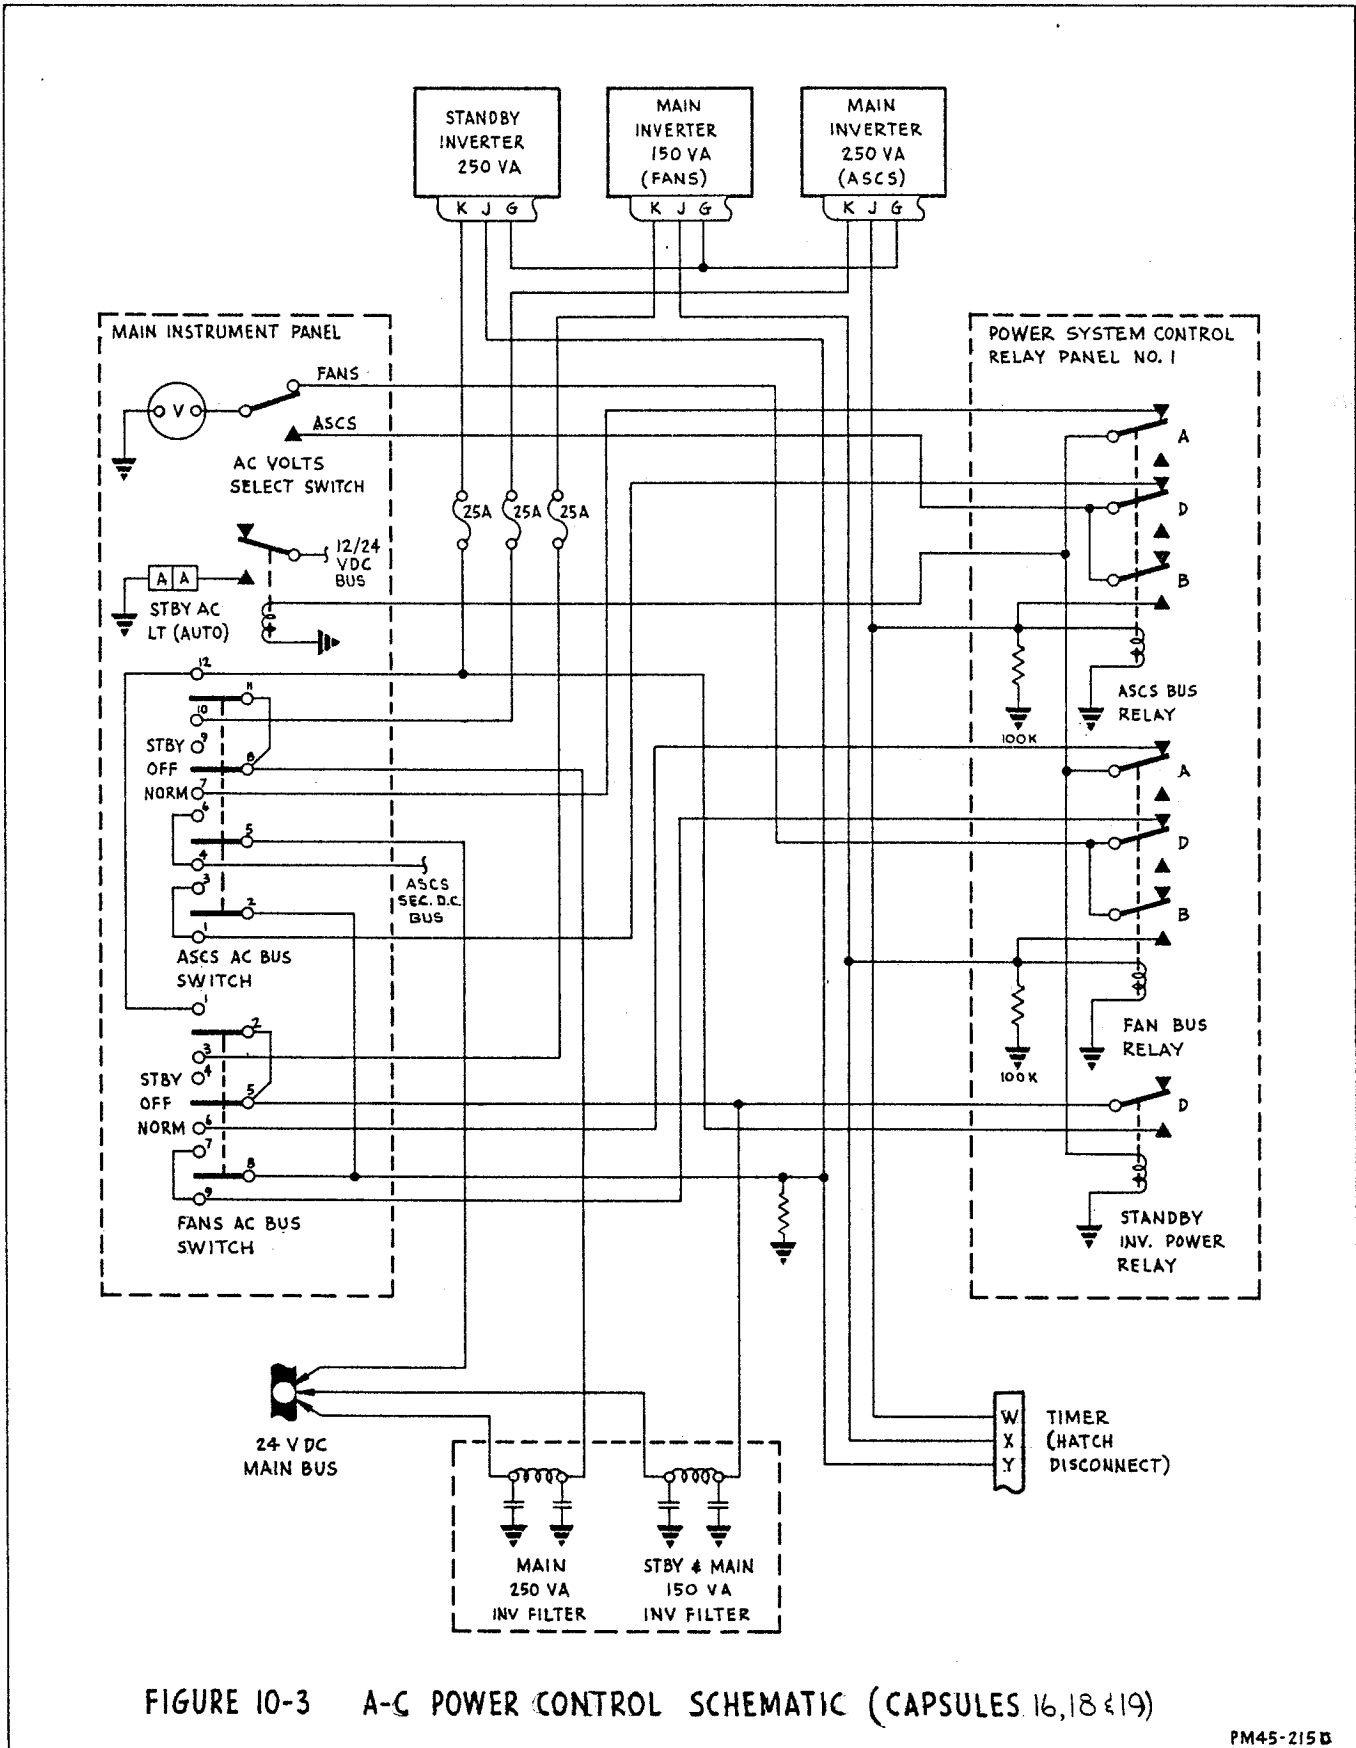 STANDBY
INVERTER
250 VA
K J G
MAIN
INVERTER
150 VA
(FANS)
K J G
MAIN
INVERTER
250 VA
(ASCS)
K J G
MAIN INSTRUMENT PANEL
V
FANS
ASCS
AC VOLTS
SELECT SWITCH
25A
25A
25A
12/24
VDC
BUS
A A
STBY AC
LT (AUTO)
12
11
10
STBY 9
OFF 8
NORM 7
6
5
4
3
2
1
ASCS
SEC. D.C.
BUS
ASCS AC BUS
SWITCH
1
2
3
STBY 4
OFF 5
NORM 6
7
8
9
FANS AC BUS
SWITCH
POWER SYSTEM CONTROL
RELAY PANEL NO. 1
A
D
B
100K
ASCS BUS
RELAY
A
D
B
100K
FAN BUS
RELAY
D
STANDBY
INV. POWER
RELAY
24 V DC
MAIN BUS
W
X
Y
TIMER
(HATCH
DISCONNECT)
MAIN
250 VA
INV FILTER
STBY & MAIN
150 VA
INV FILTER
FIGURE 10-3 A-C POWER CONTROL SCHEMATIC (CAPSULES 16,18 & 19)
PM45-215D